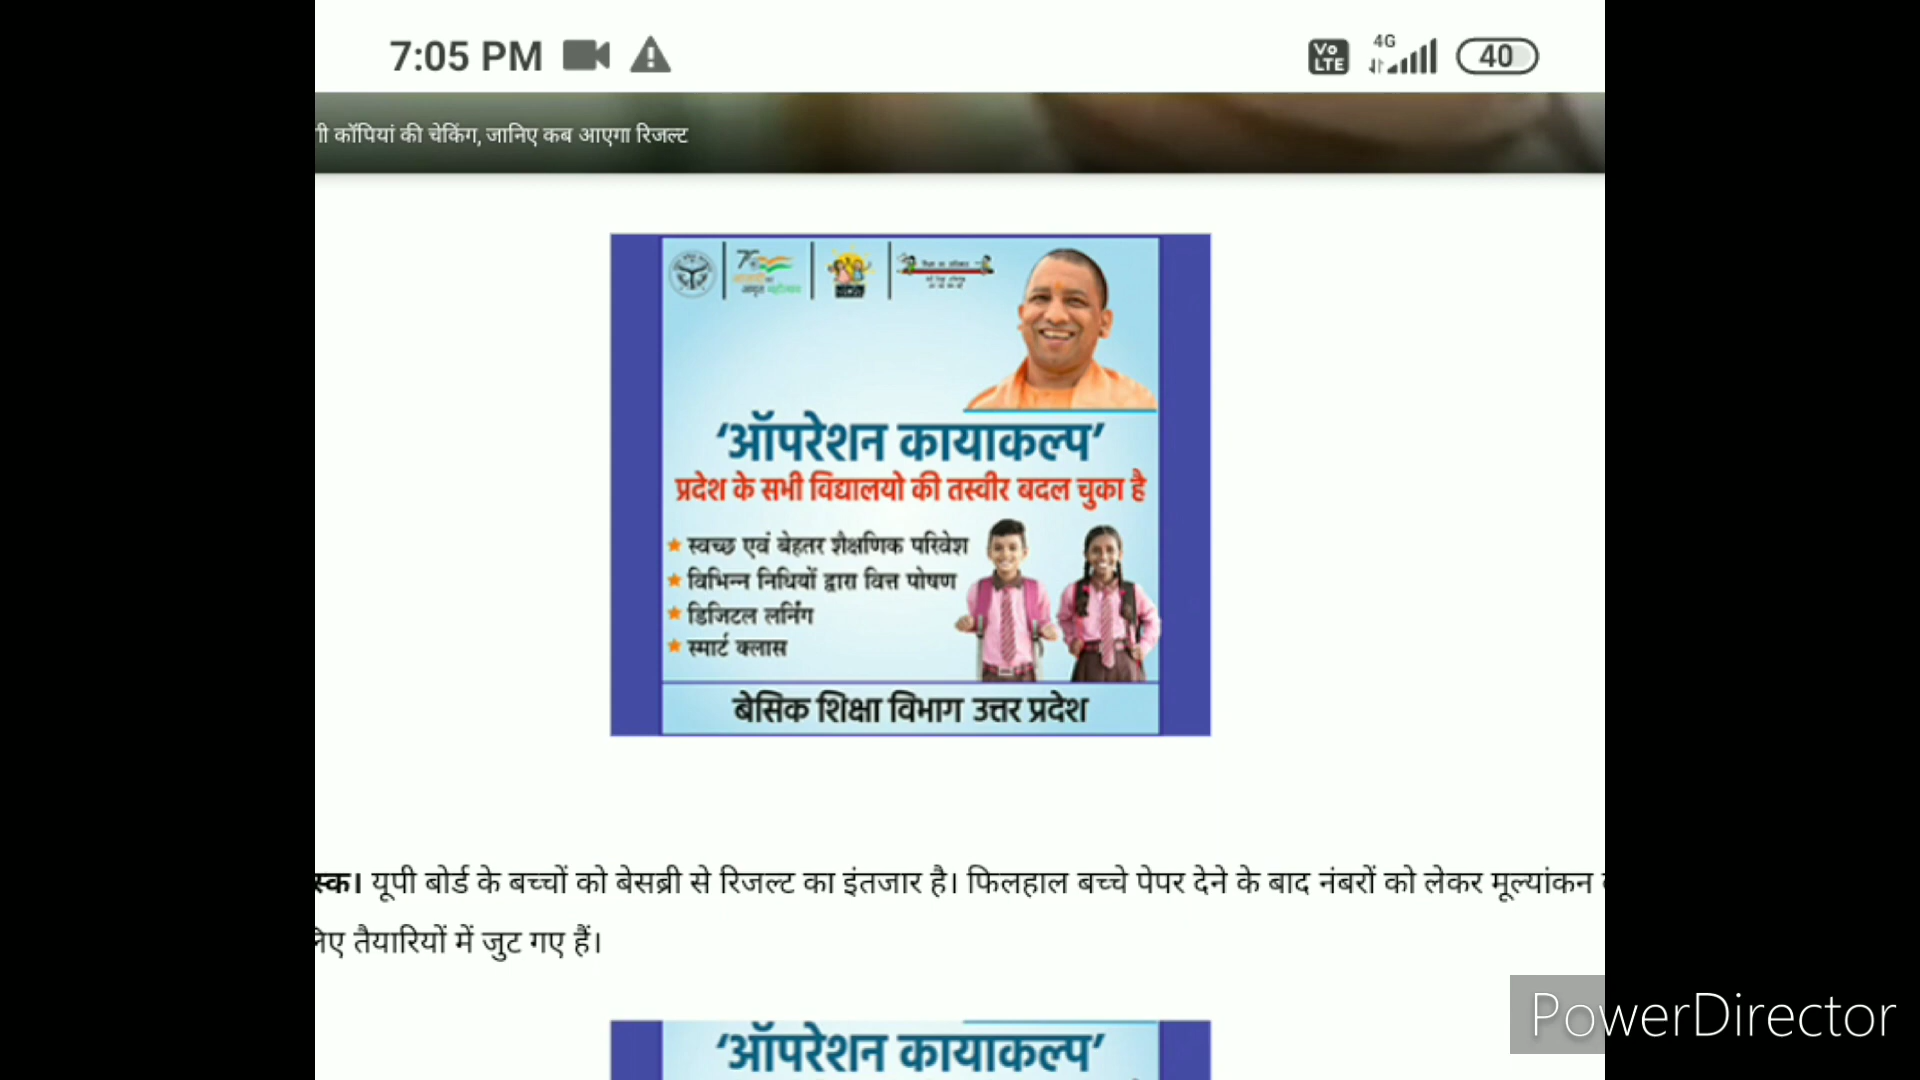 7:05 PM
Vo LTE
4G
40
गी कॉपियां की चेकिंग, जानिए कब आएगा रिजल्ट
'ऑपरेशन कायाकल्प'
प्रदेश के सभी विद्यालयो की तस्वीर बदल चुका है
स्वच्छ एवं बेहतर शैक्षणिक परिवेश
विभिन्न निधियों द्वारा वित्त पोषण
डिजिटल लर्निंग
स्मार्ट क्लास
बेसिक शिक्षा विभाग उत्तर प्रदेश
स्क। यूपी बोर्ड के बच्चों को बेसब्री से रिजल्ट का इंतजार है। फिलहाल बच्चे पेपर देने के बाद नंबरों को लेकर मूल्यांकन
लिए तैयारियों में जुट गए हैं।
PowerDirector
'ऑपरेशन कायाकल्प'